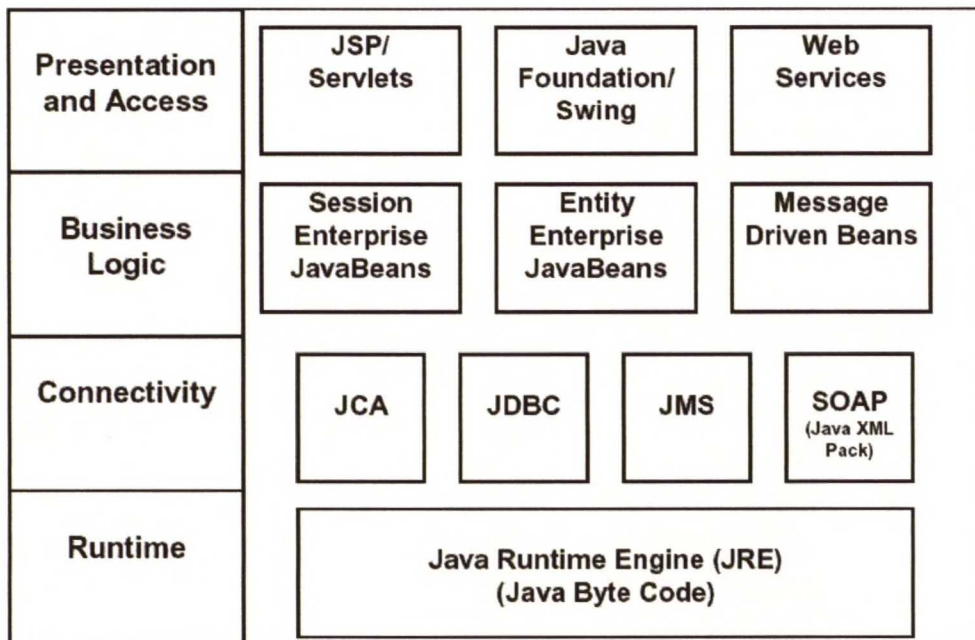 Presentation
and Access
JSP/
Servlets
Java
Foundation/
Swing
Web
Services
Business
Logic
Session
Enterprise
JavaBeans
Entity
Enterprise
JavaBeans
Message
Driven Beans
Connectivity
JCA
JDBC
JMS
SOAP
(Java XML
Pack)
Runtime
Java Runtime Engine (JRE)
(Java Byte Code)